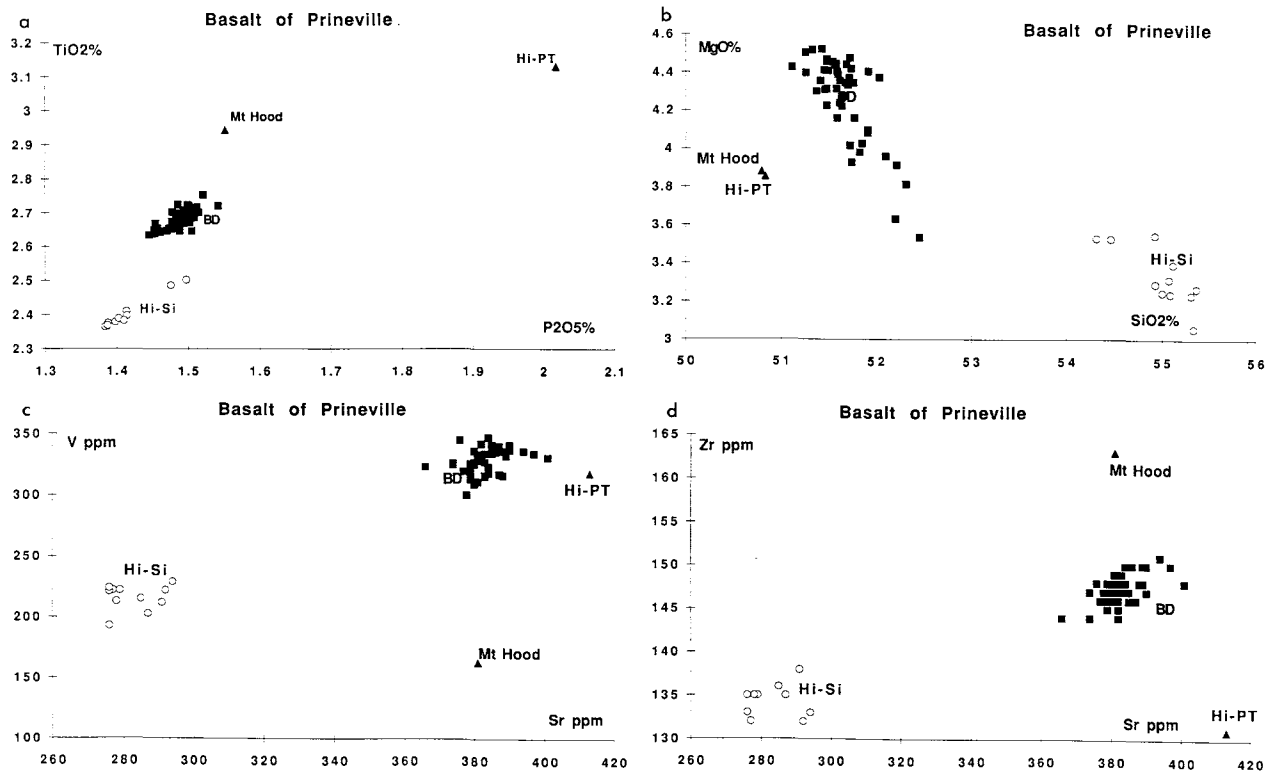 a
Basalt of Prineville
TiO2%
3.2
3.1
3
2.9
2.8
2.7
2.6
2.5
2.4
2.3
Hi-PT
Mt Hood
BD
Hi-Si
P2O5%
1.3 1.4 1.5 1.6 1.7 1.8 1.9 2 2.1
b
Basalt of Prineville
MgO%
4.6
4.4
4.2
4
3.8
3.6
3.4
3.2
3
D
Mt Hood
Hi-PT
Hi-Si
SiO2%
50 51 52 53 54 55 56
c
Basalt of Prineville
V ppm
350
300
250
200
150
100
BD
Hi-PT
Hi-Si
Mt Hood
Sr ppm
260 280 300 320 340 360 380 400 420
d
Basalt of Prineville
Zr ppm
165
160
155
150
145
140
135
130
Mt Hood
BD
Hi-Si
Sr ppm
Hi-PT
260 280 300 320 340 360 380 400 420